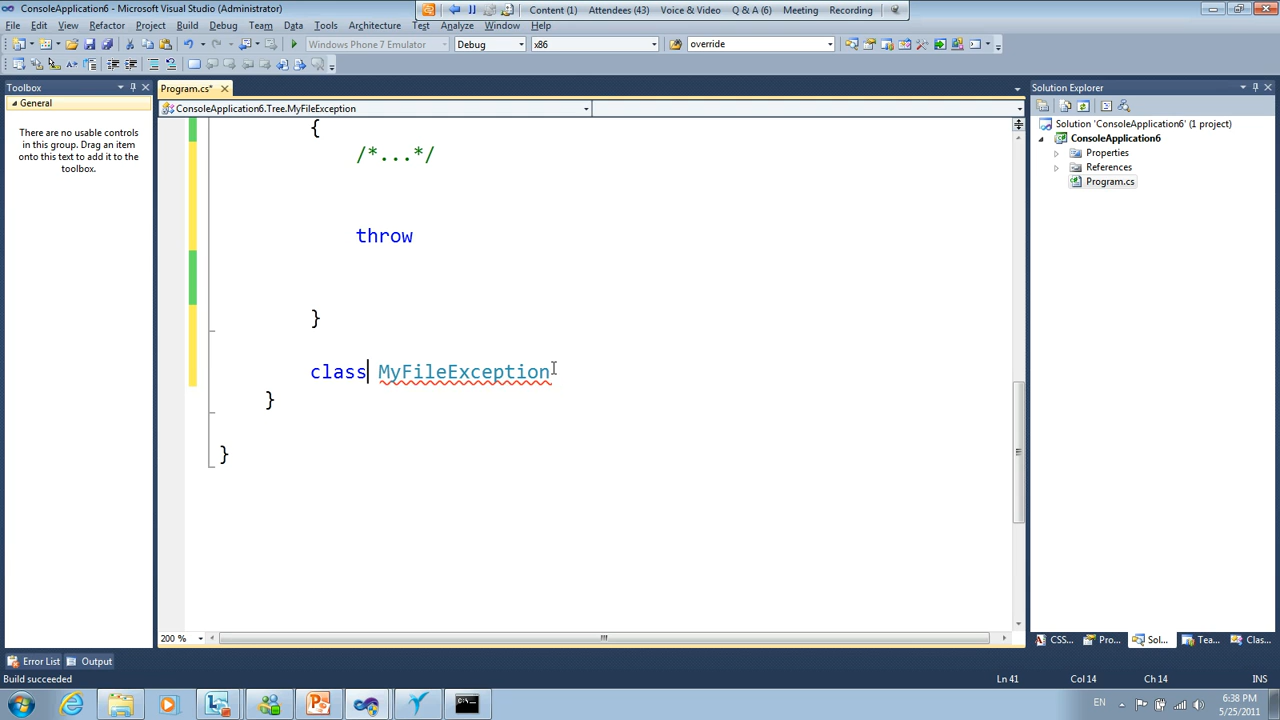 ConsoleApplication6 - Microsoft Visual Studio (Administrator)
Content (1) Attendees (43) Voice & Video Q & A (6) Meeting Recording
File Edit View Refactor Project Build Debug Team Data Tools Architecture Test Analyze Window Help
Windows Phone 7 Emulator Debug x86 override
Toolbox
General
There are no usable controls
in this group. Drag an item
onto this text to add it to the
toolbox.
Program.cs*
ConsoleApplication6.Tree.MyFileException
{
/*...*/
throw
}
class MyFileException
}
}
200 %
Solution Explorer
Solution 'ConsoleApplication6' (1 project)
ConsoleApplication6
Properties
References
Program.cs
CSS... Pro... Sol... Tea... Clas...
Error List Output
Build succeeded Ln 41 Col 14 Ch 14 INS
EN 6:38 PM
5/25/2011